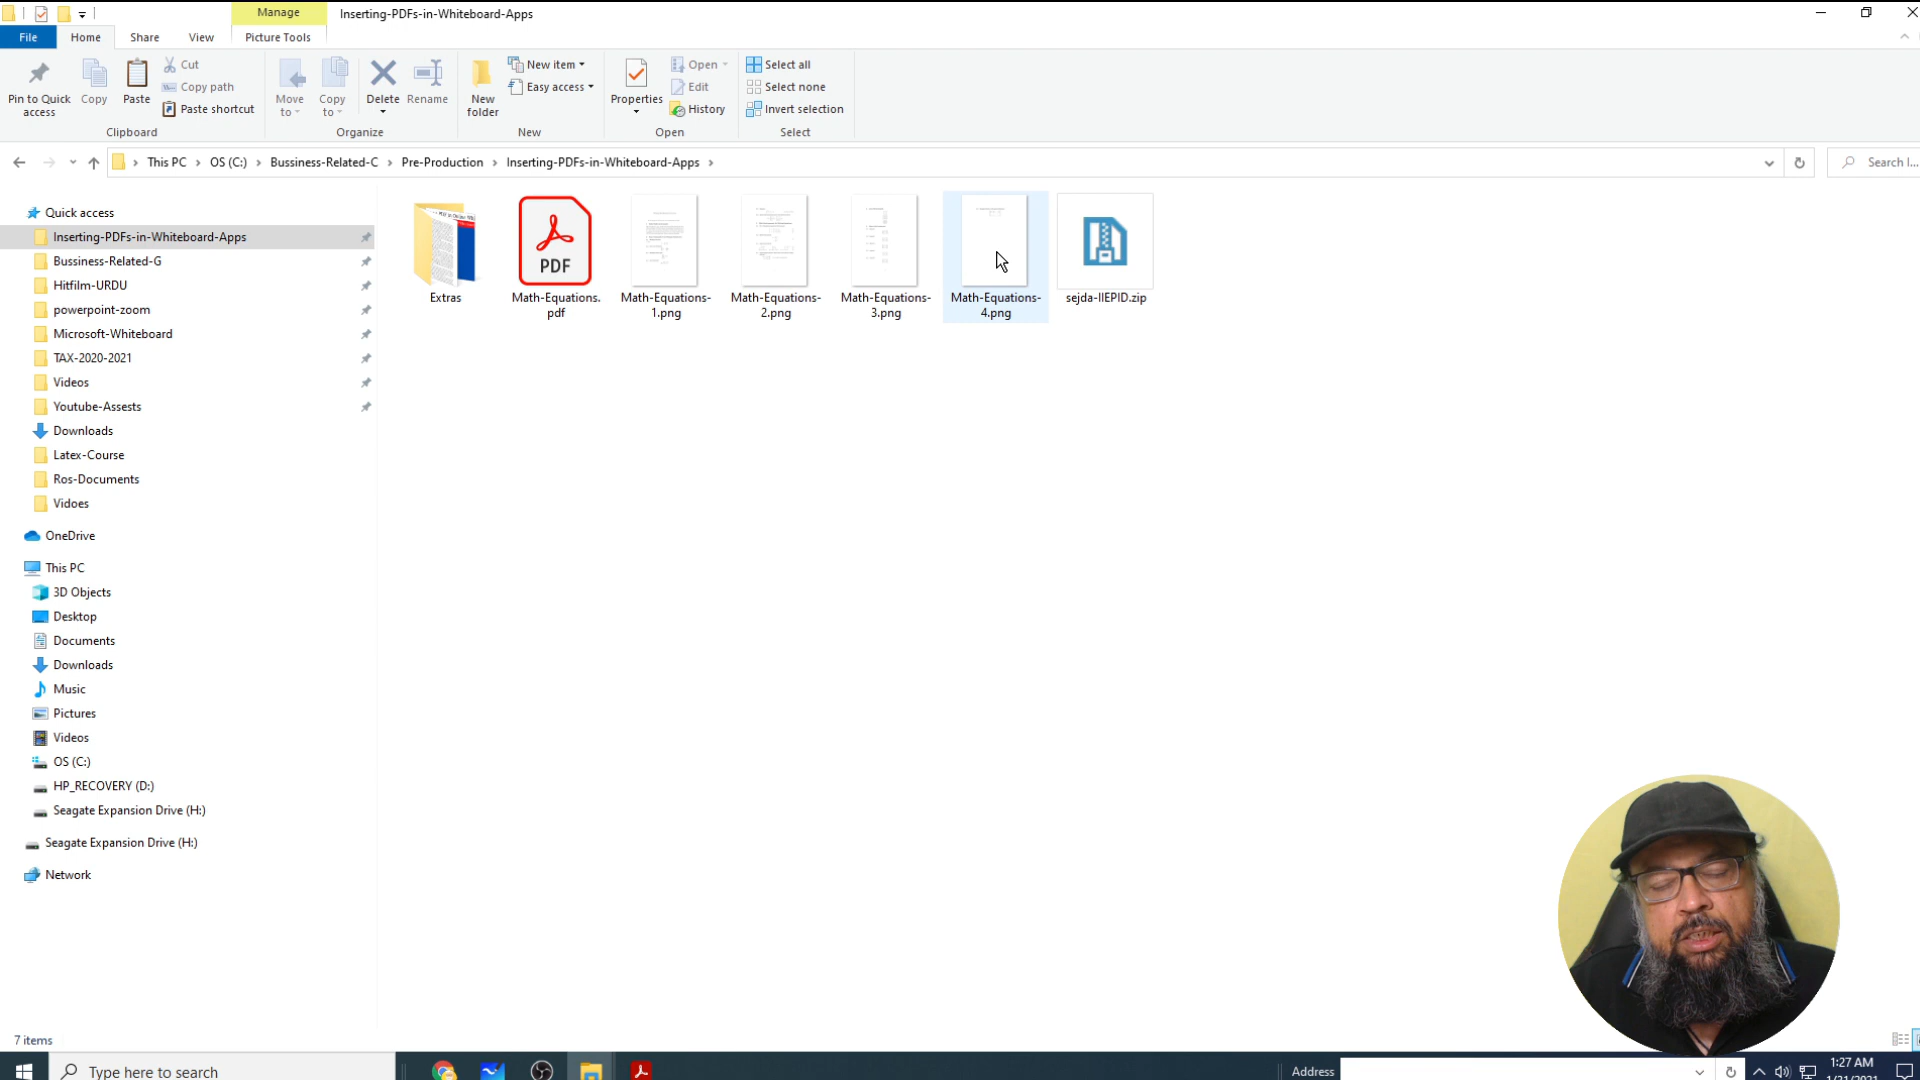 Manage
Inserting-PDFs-in-Whiteboard-Apps
File
Home
Share
View
Picture Tools
Pin to Quick access
Copy
Paste
Cut
Copy path
Paste shortcut
Clipboard
Move to
Copy to
Delete
Rename
Organize
New folder
New item
Easy access
New
Properties
Open
Edit
History
Open
Select all
Select none
Invert selection
Select
This PC
OS (C:)
Bussiness-Related-C
Pre-Production
Inserting-PDFs-in-Whiteboard-Apps
Search I...
Quick access
Inserting-PDFs-in-Whiteboard-Apps
Bussiness-Related-G
Hitfilm-URDU
powerpoint-zoom
Microsoft-Whiteboard
TAX-2020-2021
Videos
Youtube-Assests
Downloads
Latex-Course
Ros-Documents
Vidoes
OneDrive
This PC
3D Objects
Desktop
Documents
Downloads
Music
Pictures
Videos
OS (C:)
HP_RECOVERY (D:)
Seagate Expansion Drive (H:)
Seagate Expansion Drive (H:)
Network
PDF
Extras
Math-Equations.
pdf
Math-Equations-
1.png
Math-Equations-
2.png
Math-Equations-
3.png
Math-Equations-
4.png
sejda-IIEPID.zip
7 items
Type here to search
Address
1:27 AM
1/21/2021